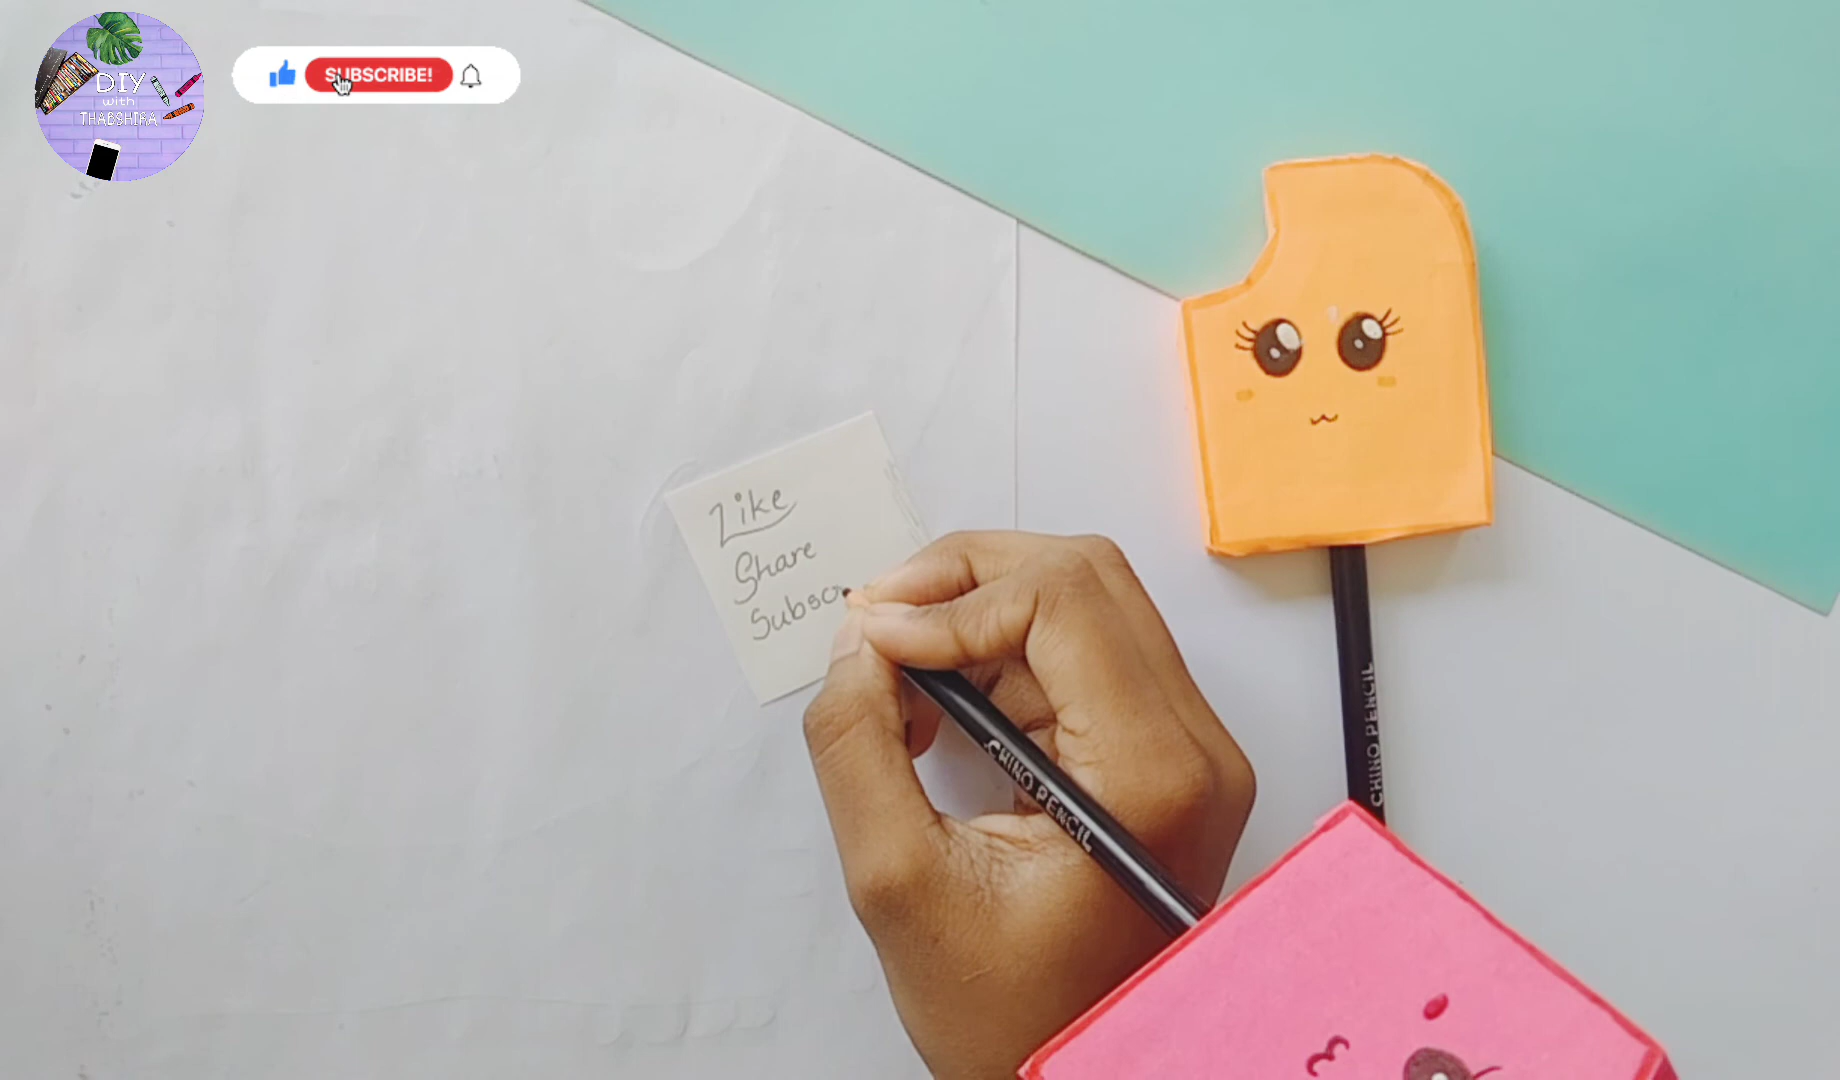 DIY
with
THABSHIRA
SUBSCRIBE!
Like
Share
Subsc
CHINO PENCIL
CHINO PENCIL